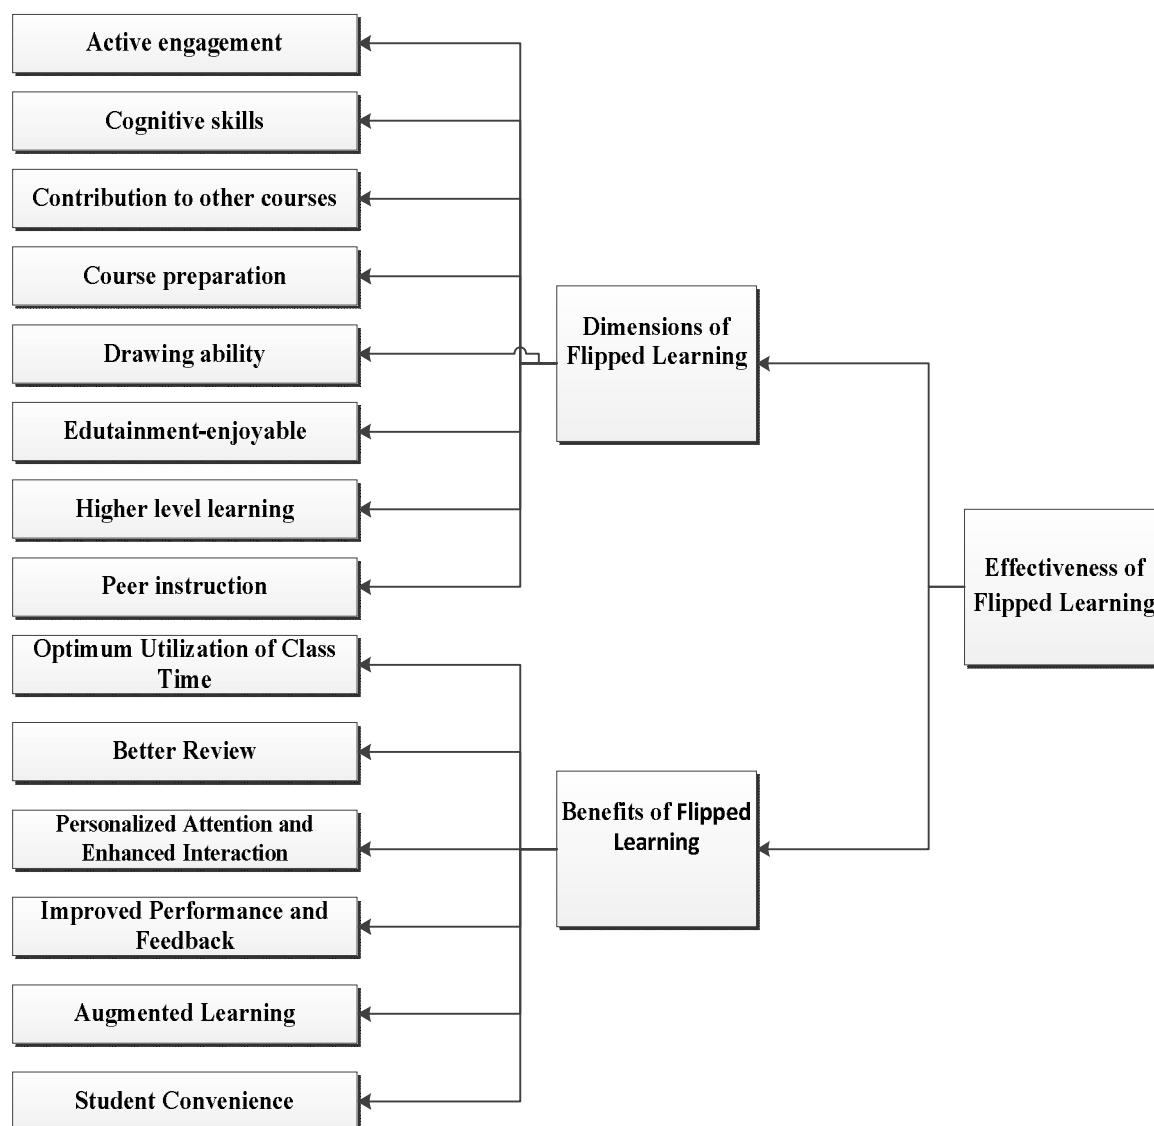 Active engagement
Cognitive skills
Contribution to other courses
Course preparation
Drawing ability
Edutainment-enjoyable
Higher level learning
Peer instruction
Optimum Utilization of Class
Time
Better Review
Personalized Attention and
Enhanced Interaction
Improved Performance and
Feedback
Augmented Learning
Student Convenience
Dimensions of
Flipped Learning
Benefits of Flipped
Learning
Effectiveness of
Flipped Learning